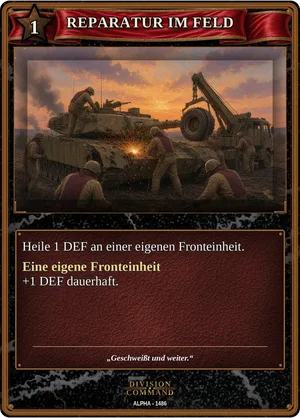 1
REPARATUR IM FELD
Heile 1 DEF an einer eigenen Fronteinheit.
Eine eigene Fronteinheit
+1 DEF dauerhaft.
„Geschweißt und weiter.“
DIVISION
COMMAND
ALPHA - 1486